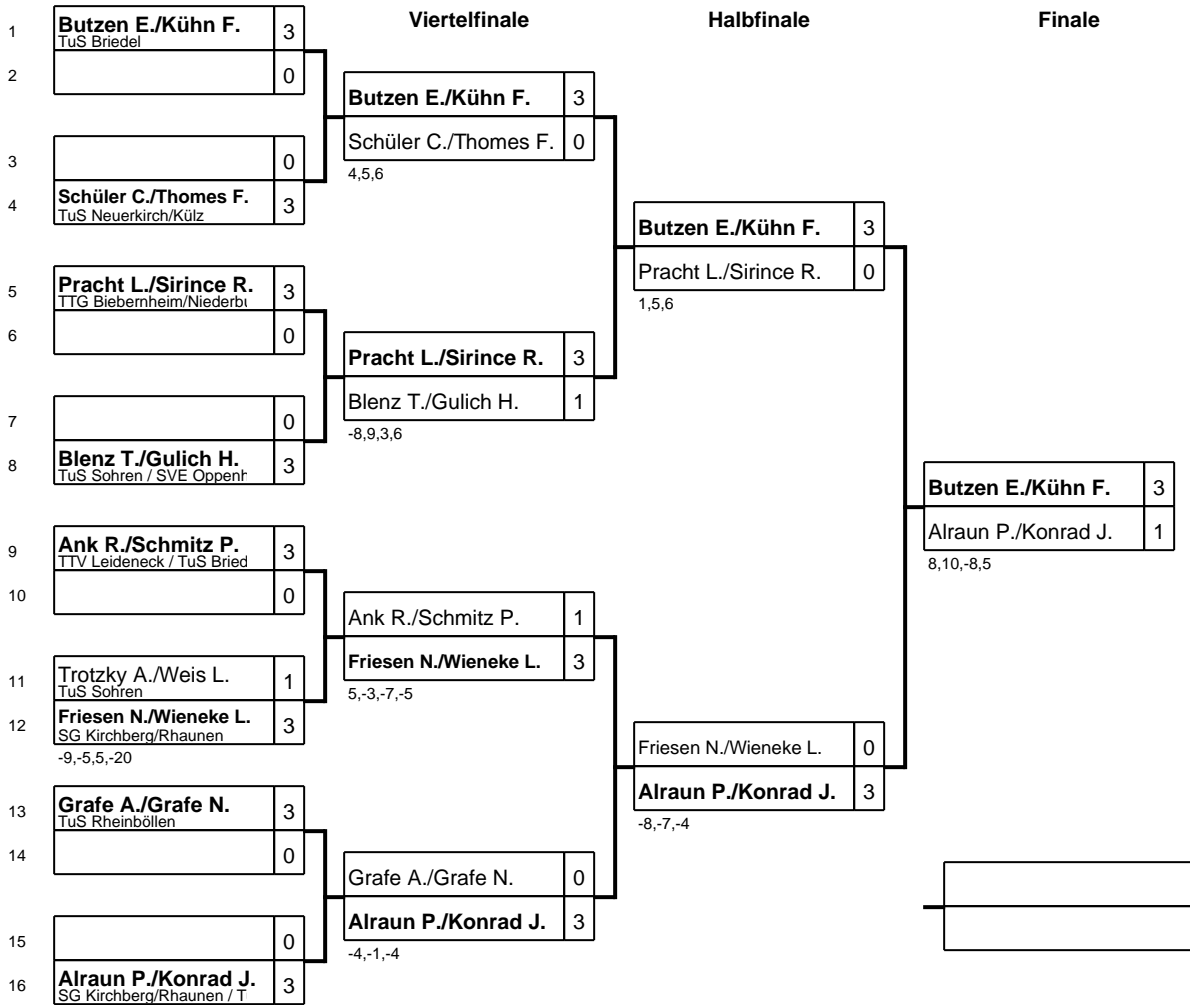 Viertelfinale
Halbfinale
Finale
1
Butzen E./Kühn F. 3
TuS Briedel
2
0
3
0
4
Schüler C./Thomes F. 3
TuS Neuerkirch/Külz
5
Pracht L./Sirince R. 3
TTG Biebernheim/Niederbu
6
0
7
0
8
Blenz T./Gulich H. 3
TuS Sohren / SVE Oppenh
9
Ank R./Schmitz P. 3
TTV Leideneck / TuS Bried
10
0
11
Trotzky A./Weis L. 1
TuS Sohren
12
Friesen N./Wieneke L. 3
SG Kirchberg/Rhaunen
-9,-5,5,-20
13
Grafe A./Grafe N. 3
TuS Rheinböllen
14
0
15
0
16
Alraun P./Konrad J. 3
SG Kirchberg/Rhaunen / T
Butzen E./Kühn F. 3
Schüler C./Thomes F. 0
4,5,6
Pracht L./Sirince R. 3
Blenz T./Gulich H. 1
-8,9,3,6
Ank R./Schmitz P. 1
Friesen N./Wieneke L. 3
5,-3,-7,-5
Grafe A./Grafe N. 0
Alraun P./Konrad J. 3
-4,-1,-4
Butzen E./Kühn F. 3
Pracht L./Sirince R. 0
1,5,6
Friesen N./Wieneke L. 0
Alraun P./Konrad J. 3
-8,-7,-4
Butzen E./Kühn F. 3
Alraun P./Konrad J. 1
8,10,-8,5